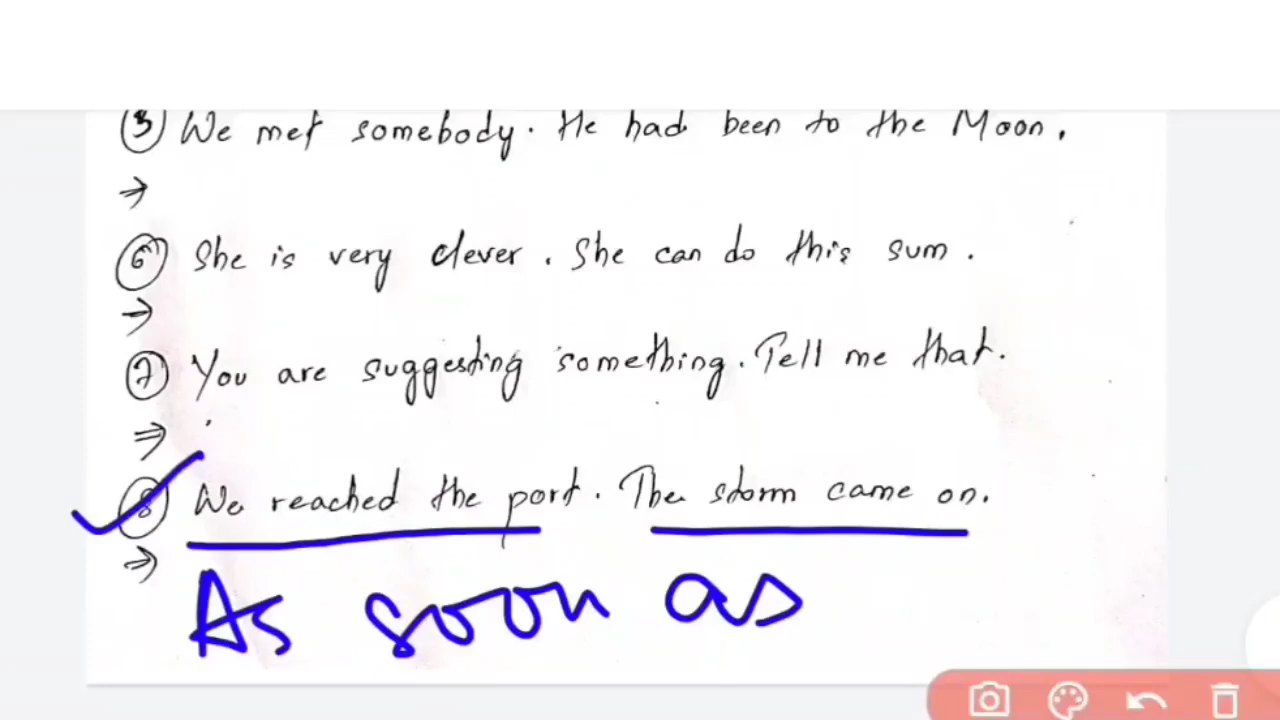 (5) We met somebody. He had been to the Moon.
⇒
(6) She is very clever. She can do this sum.
⇒
(7) You are suggesting something. Tell me that.
⇒
(8) We reached the port. The storm came on.
⇒
As soon as